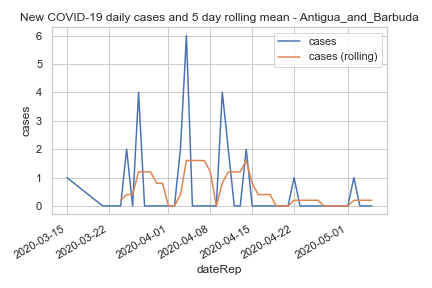 New COVID-19 daily cases and 5 day rolling mean - Antigua_and_Barbuda
cases
cases (rolling)
6
5
4
3
2
1
0
cases
2020-03-15
2020-03-22
2020-04-01
2020-04-08
2020-04-15
2020-04-22
2020-05-01
dateRep